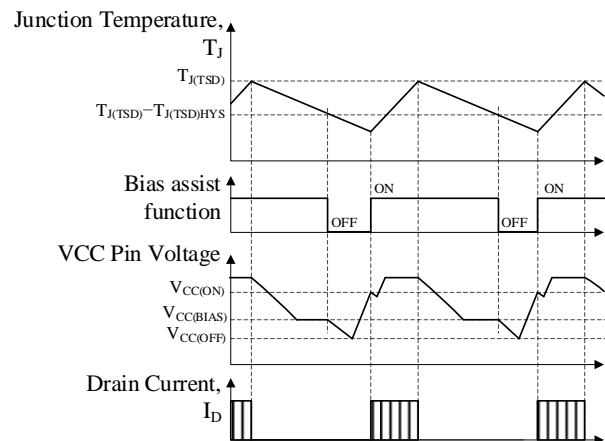 Junction Temperature,
TJ
TJ(TSD)
TJ(TSD)−TJ(TSD)HYS
Bias assist
function
ON
OFF
ON
OFF
VCC Pin Voltage
VCC(ON)
VCC(BIAS)
VCC(OFF)
Drain Current,
ID